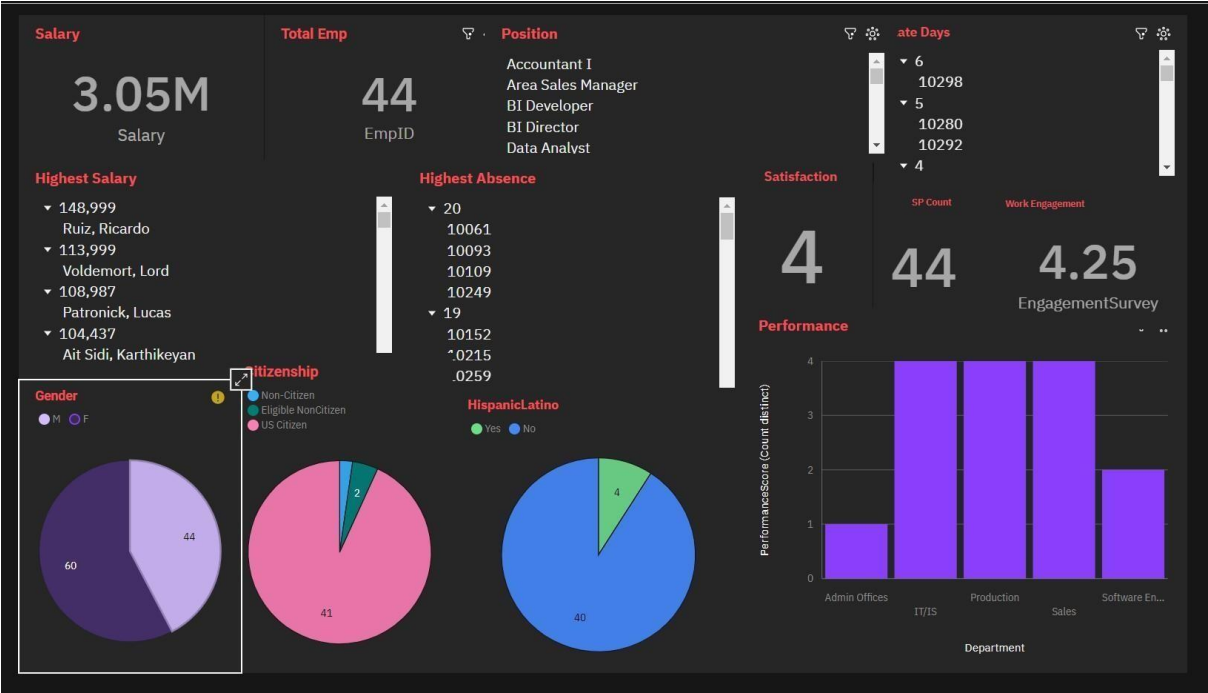 Salary
3.05M
Salary
Total Emp
44
EmpID
Position
Accountant I
Area Sales Manager
BI Developer
BI Director
Data Analyst
ate Days
6
10298
5
10280
10292
4
Highest Salary
148,999
Ruiz, Ricardo
113,999
Voldemort, Lord
108,987
Patronick, Lucas
104,437
Ait Sidi, Karthikeyan
Highest Absence
20
10061
10093
10109
10249
19
10152
0215
0259
Satisfaction
4
SP Count
44
Work Engagement
4.25
EngagementSurvey
Gender
M F
44
60
itizenship
Non-Citizen
Eligible NonCitizen
US Citizen
2
41
HispanicLatino
Yes No
4
40
Performance
PerformanceScore (Count distinct)
4
3
2
1
0
Admin Offices
IT/IS
Production
Sales
Software En...
Department